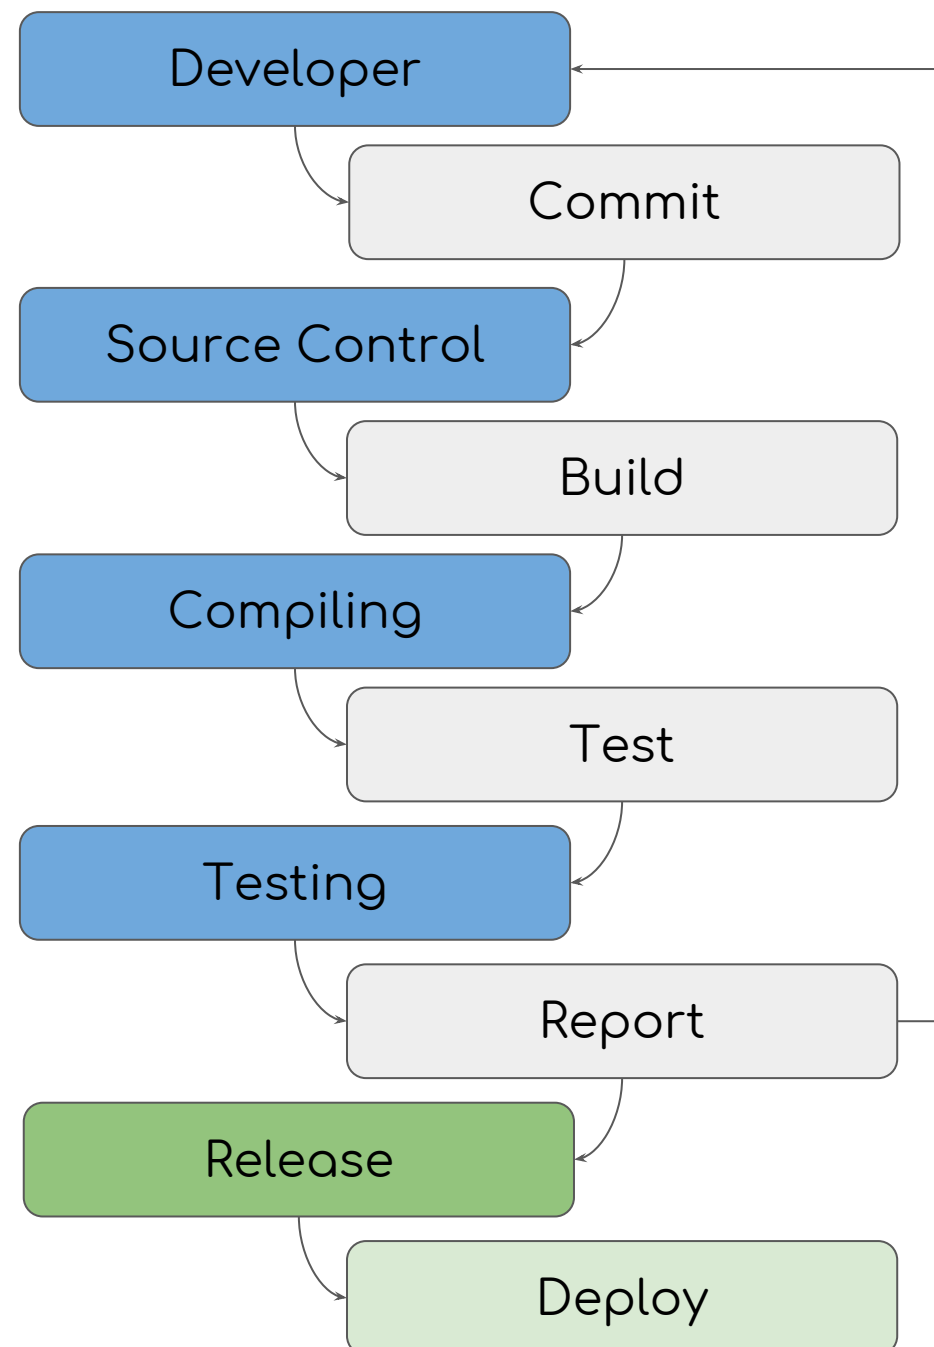 Developer
Commit
Source Control
Build
Compiling
Test
Testing
Report
Release
Deploy